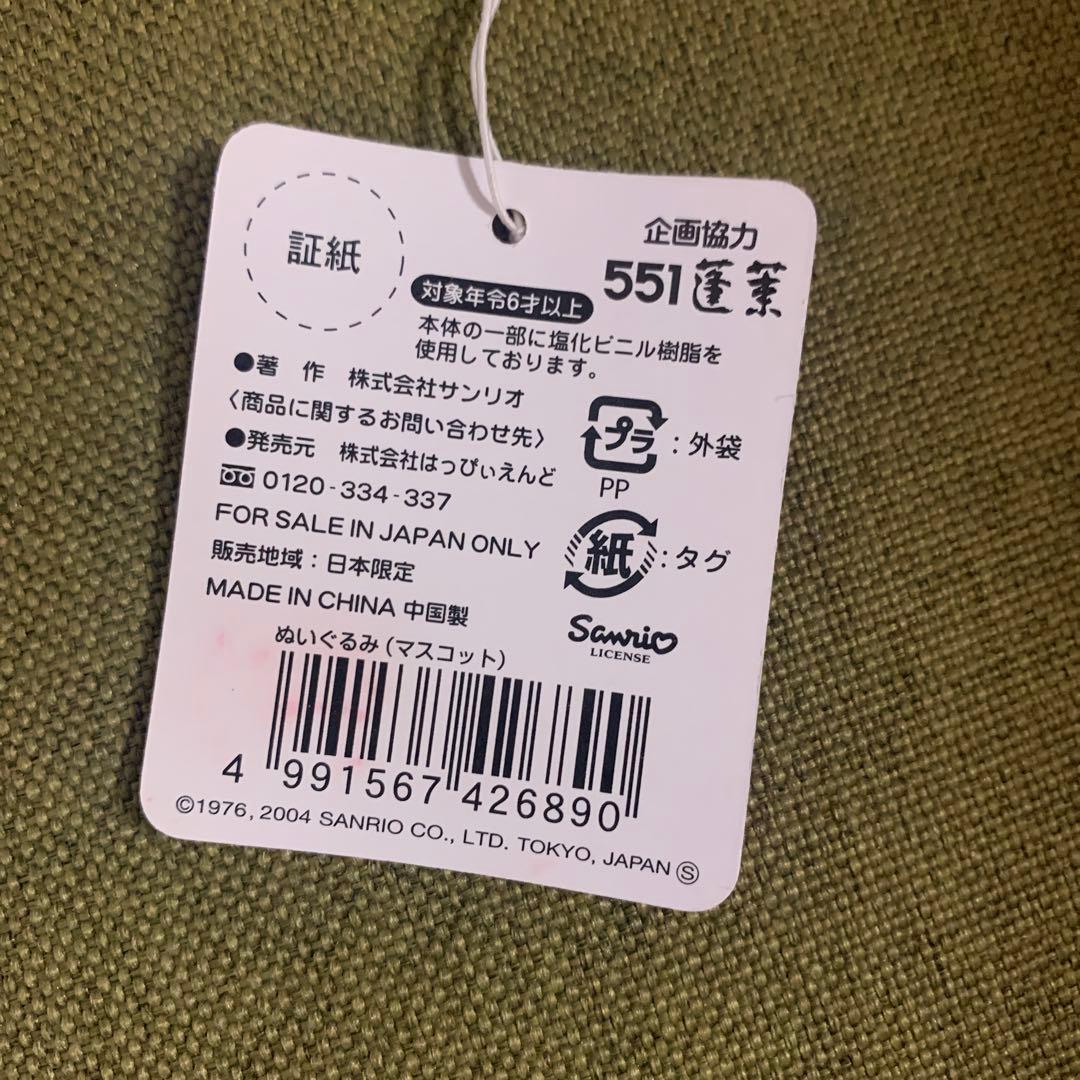 証紙
企画協力
551蓬莱
対象年令6才以上
本体の一部に塩化ビニル樹脂を
使用しております。
●著 作 株式会社サンリオ
〈商品に関するお問い合わせ先〉
●発売元 株式会社はっぴぃえんど
0120-334-337
FOR SALE IN JAPAN ONLY
販売地域：日本限定
MADE IN CHINA 中国製
プラ：外袋
PP
紙：タグ
Sanrio
LICENSE
ぬいぐるみ（マスコット）
4 991567 426890
©1976, 2004 SANRIO CO., LTD. TOKYO, JAPAN Ⓢ